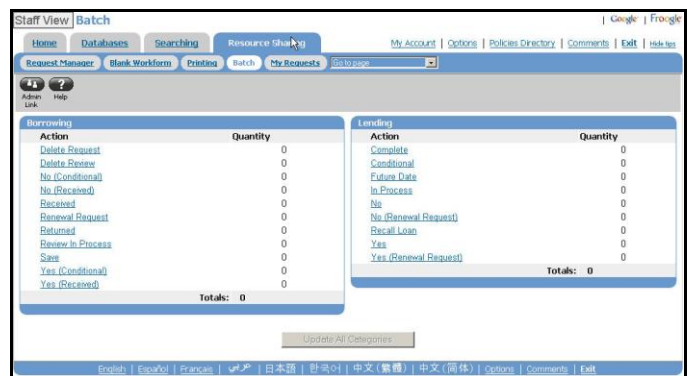 Staff View Batch | Google | Froogle
Home Databases Searching Resource Sharing My Account | Options | Policies Directory | Comments | Exit | Hide tips
Request Manager Blank Workform Printing Batch My Requests Go to page
Admin Link Help
Borrowing
Action Quantity
Delete Request 0
Delete Review 0
No (Conditional) 0
No (Received) 0
Received 0
Renewal Request 0
Returned 0
Review In Process 0
Save 0
Yes (Conditional) 0
Yes (Received) 0
Totals: 0
Lending
Action Quantity
Complete 0
Conditional 0
Future Date 0
In Process 0
No 0
No (Renewal Request) 0
Recall Loan 0
Yes 0
Yes (Renewal Request) 0
Totals: 0
Update All Categories
English | Español | Français | عربي | 日本語 | 한국어 | 中文(繁體) | 中文(简体) | Options | Comments | Exit